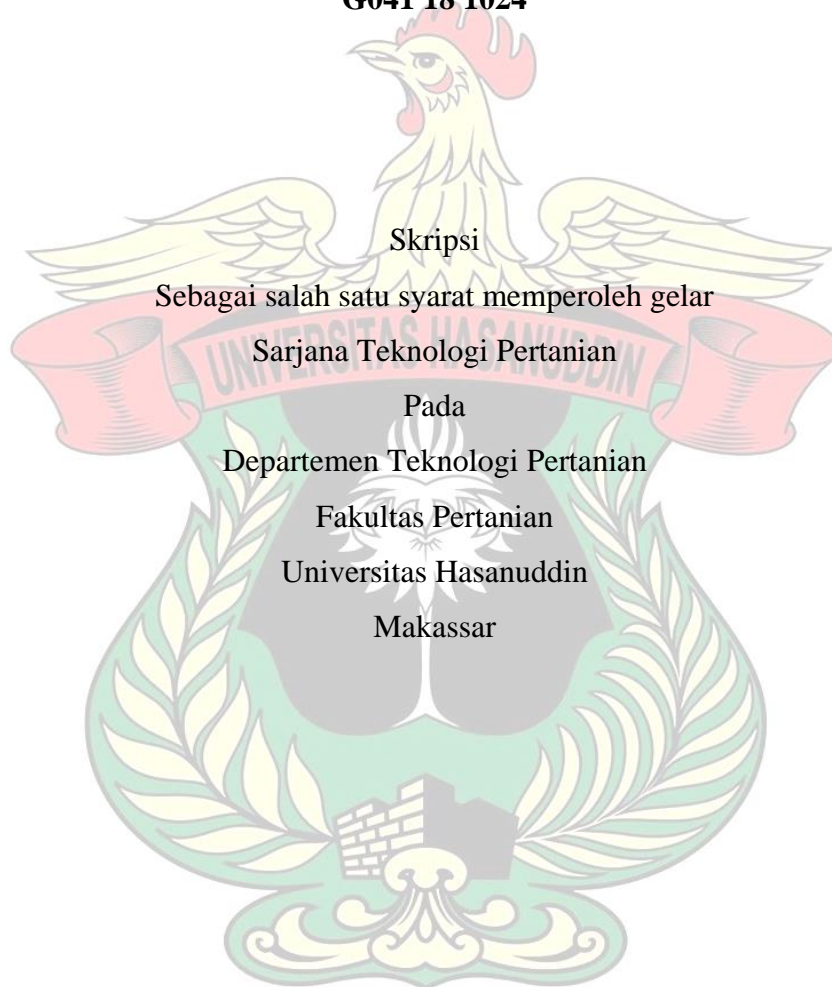 G041 18 1024
Skripsi
Sebagai salah satu syarat memperoleh gelar
UNIVERSITAS HASANUDDIN
Sarjana Teknologi Pertanian
Pada
Departemen Teknologi Pertanian
Fakultas Pertanian
Universitas Hasanuddin
Makassar